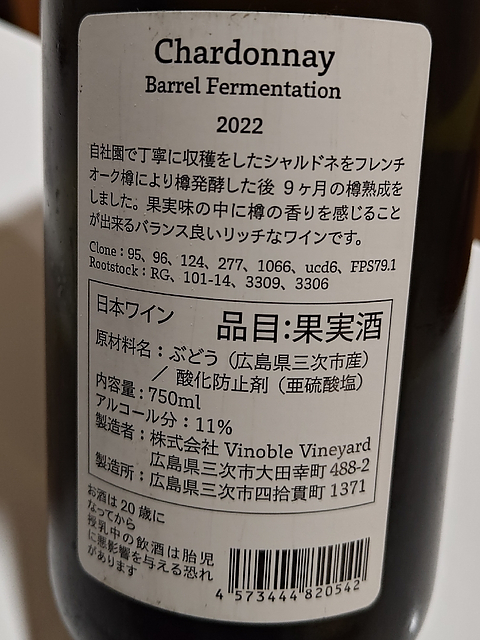 Chardonnay
Barrel Fermentation
2022
自社園で丁寧に収穫をしたシャルドネをフレンチ
オーク樽により樽発酵した後 9ヶ月の樽熟成を
しました。果実味の中に樽の香りを感じること
が出来るバランス良いリッチなワインです。
Clone : 95、96、124、277、1066、ucd6、FPS79.1
Rootstock : RG、101-14、3309、3306
日本ワイン 品目:果実酒
原材料名：ぶどう（広島県三次市産）
／ 酸化防止剤（亜硫酸塩）
内容量 : 750ml
アルコール分：11%
製造者：株式会社 Vinoble Vineyard
広島県三次市大田幸町 488-2
製造所：広島県三次市四拾貫町 1371
お酒は20歳に
なってから
授乳中の飲酒は胎児
に悪影響を与える恐れ
があります
4 573444 820542